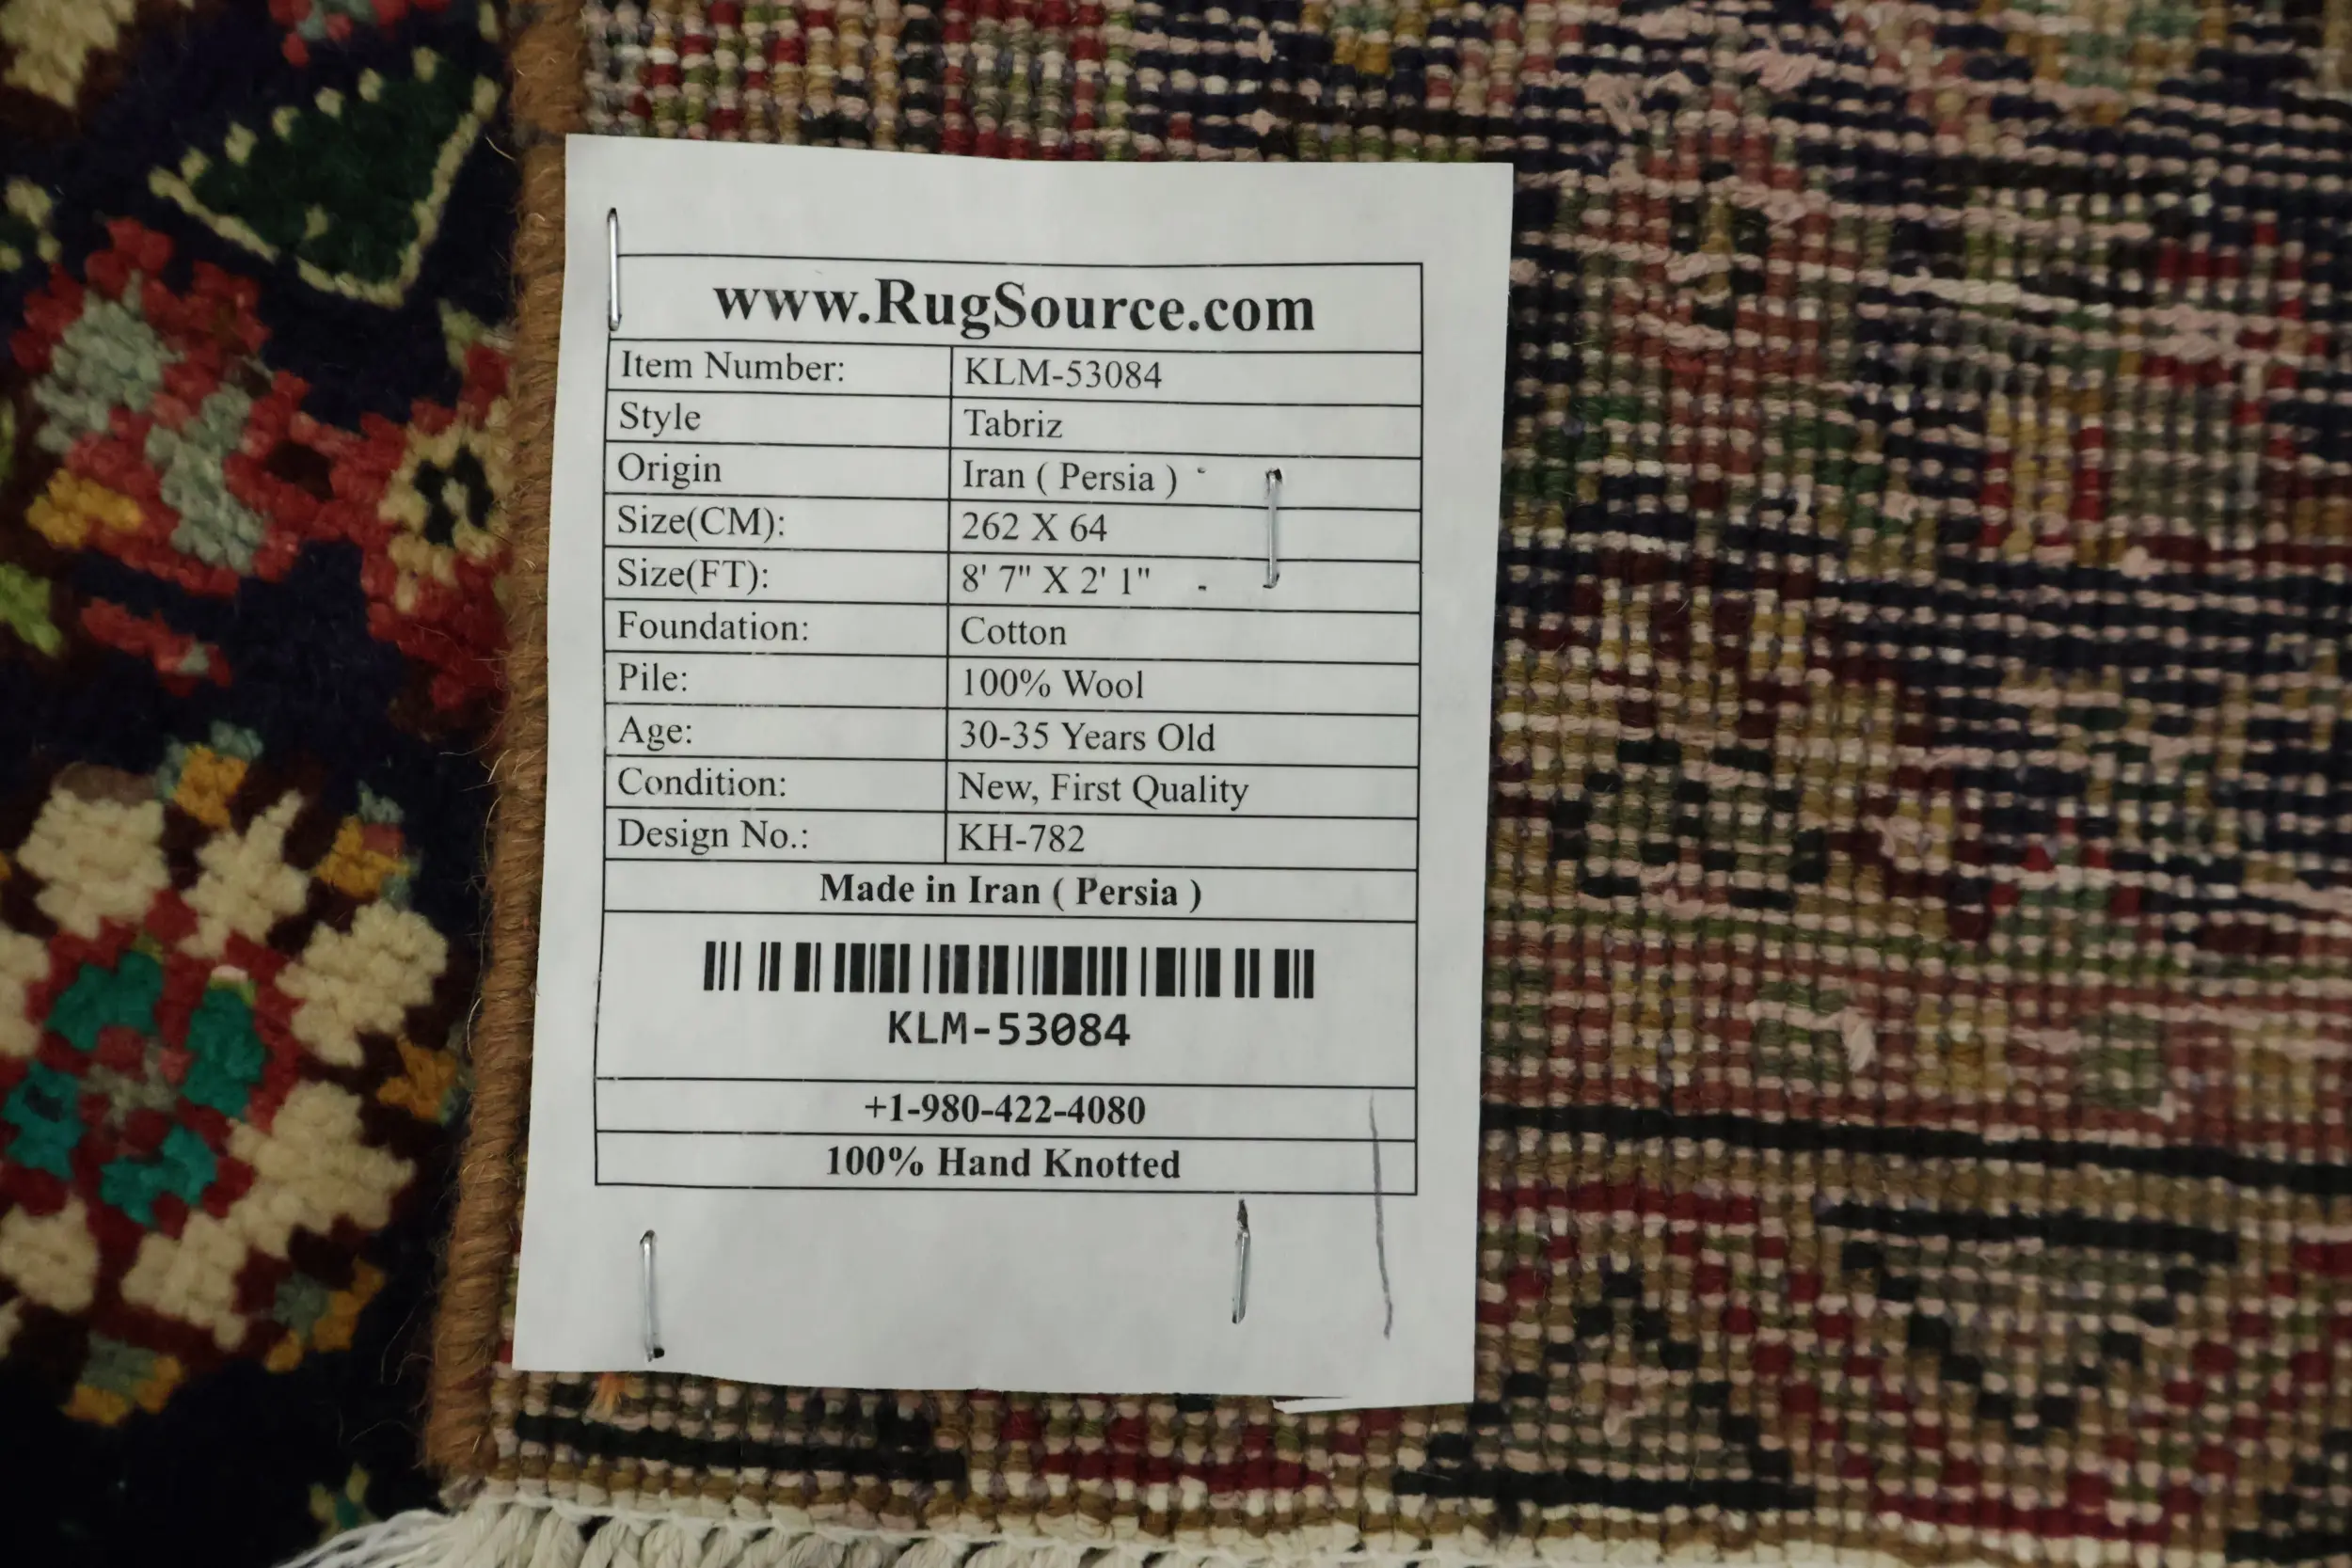 www.RugSource.com
Item Number: KLM-53084
Style Tabriz
Origin Iran ( Persia )
Size(CM): 262 X 64
Size(FT): 8' 7" X 2' 1"
Foundation: Cotton
Pile: 100% Wool
Age: 30-35 Years Old
Condition: New, First Quality
Design No.: KH-782
Made in Iran ( Persia )
KLM-53084
+1-980-422-4080
100% Hand Knotted